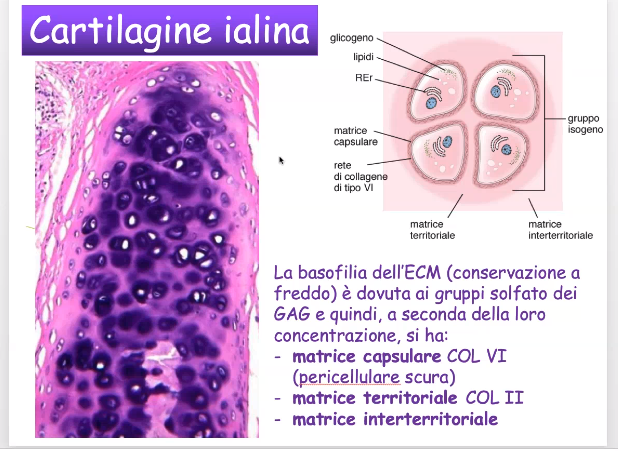 Cartilagine ialina
glicogeno
lipidi
REr
matrice
capsulare
rete
di collagene
di tipo VI
gruppo
isogeno
matrice
territoriale
matrice
interterritoriale
La basofilia dell'ECM (conservazione a
freddo) è dovuta ai gruppi solfato dei
GAG e quindi, a seconda della loro
concentrazione, si ha:
- matrice capsulare COL VI
(pericellulare scura)
- matrice territoriale COL II
- matrice interterritoriale